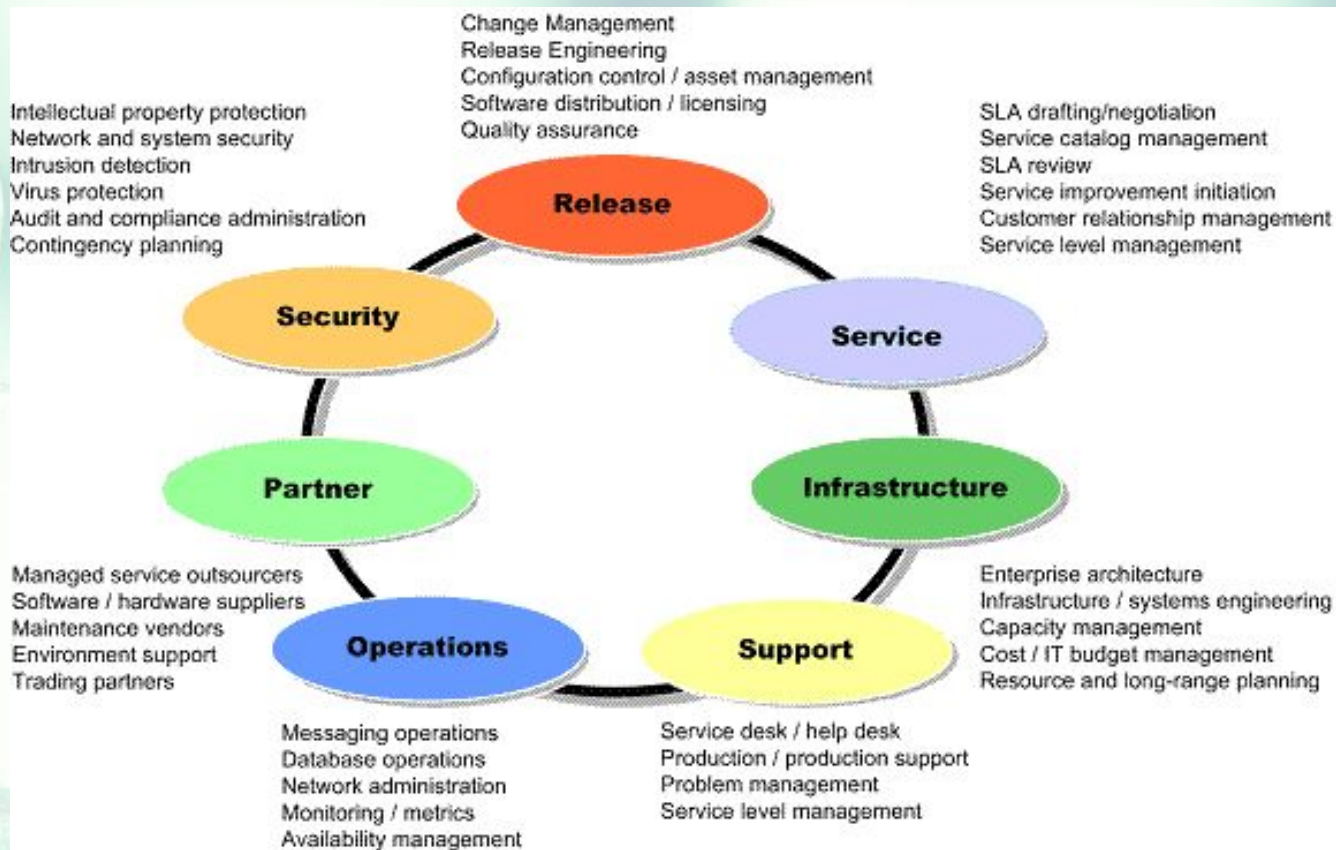 Change Management
Release Engineering
Configuration control / asset management
Software distribution / licensing
Quality assurance
Intellectual property protection
Network and system security
Intrusion detection
Virus protection
Audit and compliance administration
Contingency planning
SLA drafting/negotiation
Service catalog management
SLA review
Service improvement initiation
Customer relationship management
Service level management
Release
Security
Service
Partner
Infrastructure
Managed service outsourcers
Software / hardware suppliers
Maintenance vendors
Environment support
Trading partners
Operations
Support
Enterprise architecture
Infrastructure / systems engineering
Capacity management
Cost / IT budget management
Resource and long-range planning
Messaging operations
Database operations
Network administration
Monitoring / metrics
Availability management
Service desk / help desk
Production / production support
Problem management
Service level management